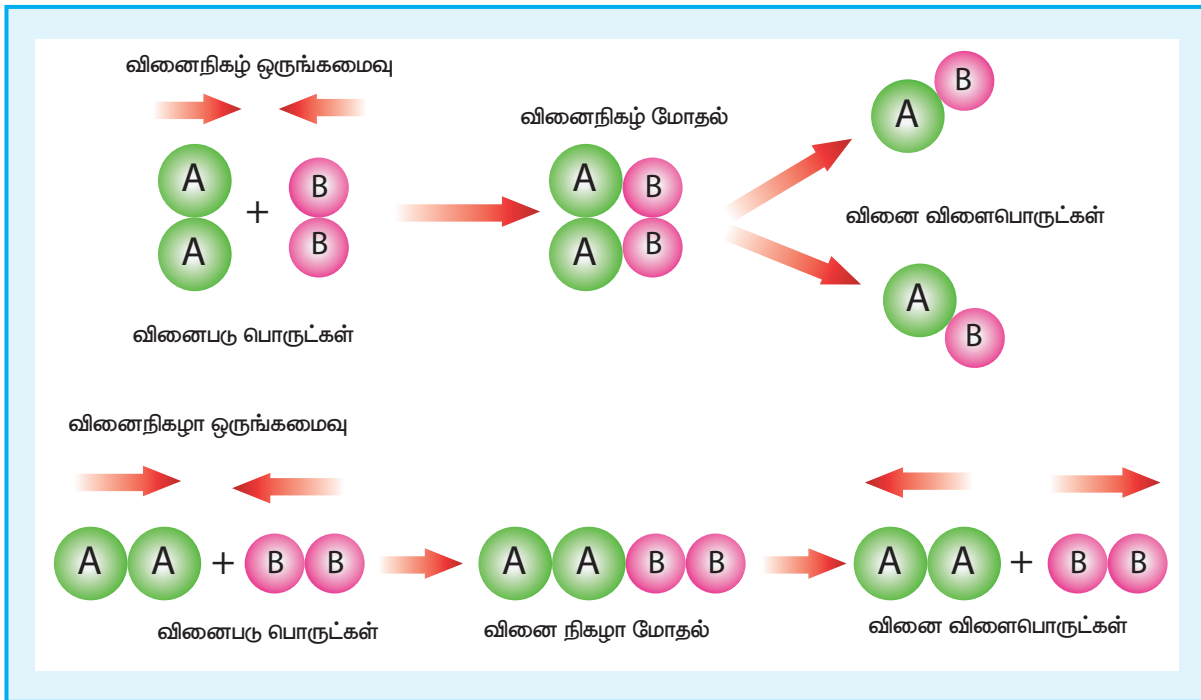 வினைநிகழ் ஒருங்கமைவு
A
A
+
B
B
வினைபடு பொருட்கள்
வினைநிகழ் மோதல்
A B
A B
A B
வினை விளைபொருட்கள்
A
B
வினைநிகழா ஒருங்கமைவு
A A + B B
வினைபடு பொருட்கள்
A A B B
வினை நிகழா மோதல்
A A + B B
வினை விளைபொருட்கள்